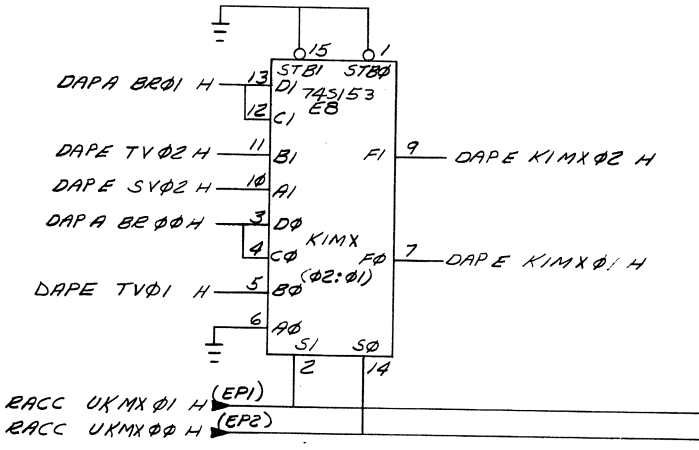 15 1
STB1 STBØ
DAPA BRØ1 H 13 D1 74S153
E8
12 C1
DAPE TVØ2 H 11 B1 F1 9 DAPE K1MXØ2 H
DAPE SVØ2 H 1Ø A1
DAPA BRØØ H 3 DØ
K1MX
4 CØ FØ 7 DAPE K1MXØ1 H
(Ø2:Ø1)
DAPE TVØ1 H 5 BØ
6 AØ
S1 SØ
2 14
RACC UKMXØ1 H (EP1)
RACC UKMXØØ H (EP2)